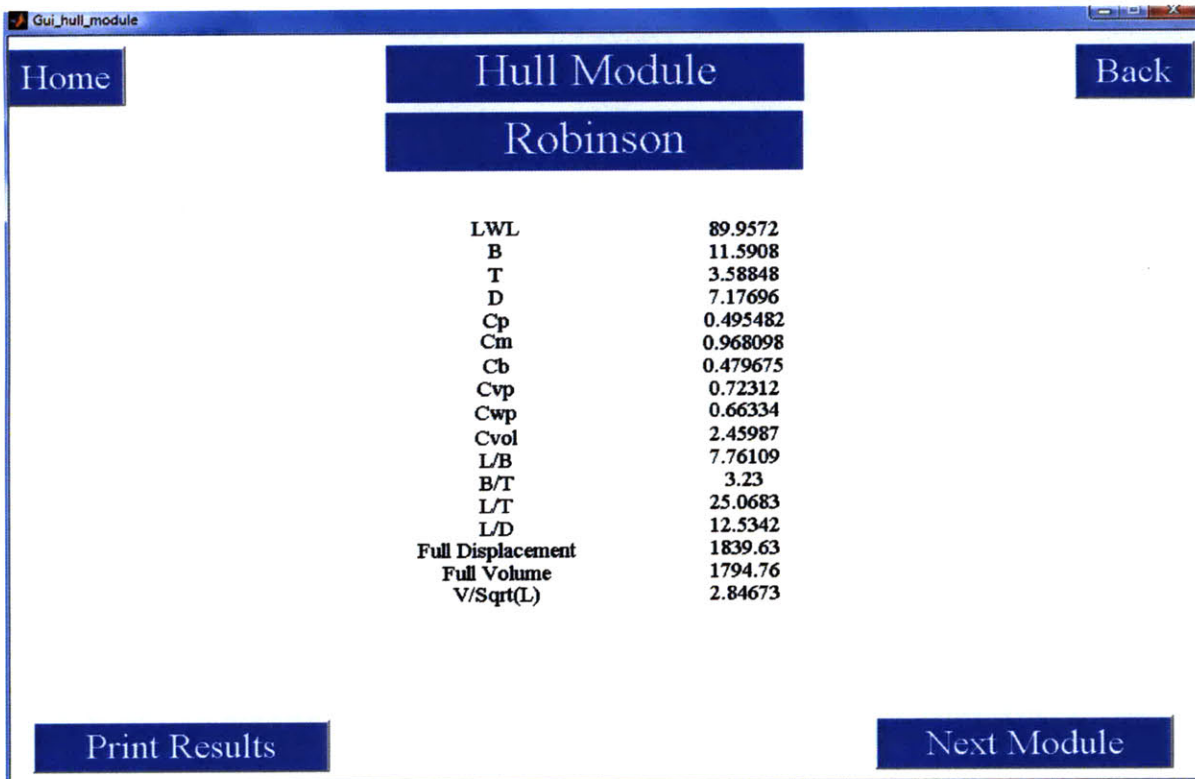 Gui_hull_module
Home Hull Module Back
Robinson
LWL 89.9572
B 11.5908
T 3.58848
D 7.17696
Cp 0.495482
Cm 0.968098
Cb 0.479675
Cvp 0.72312
Cwp 0.66334
Cvol 2.45987
L/B 7.76109
B/T 3.23
L/T 25.0683
L/D 12.5342
Full Displacement 1839.63
Full Volume 1794.76
V/Sqrt(L) 2.84673
Print Results Next Module